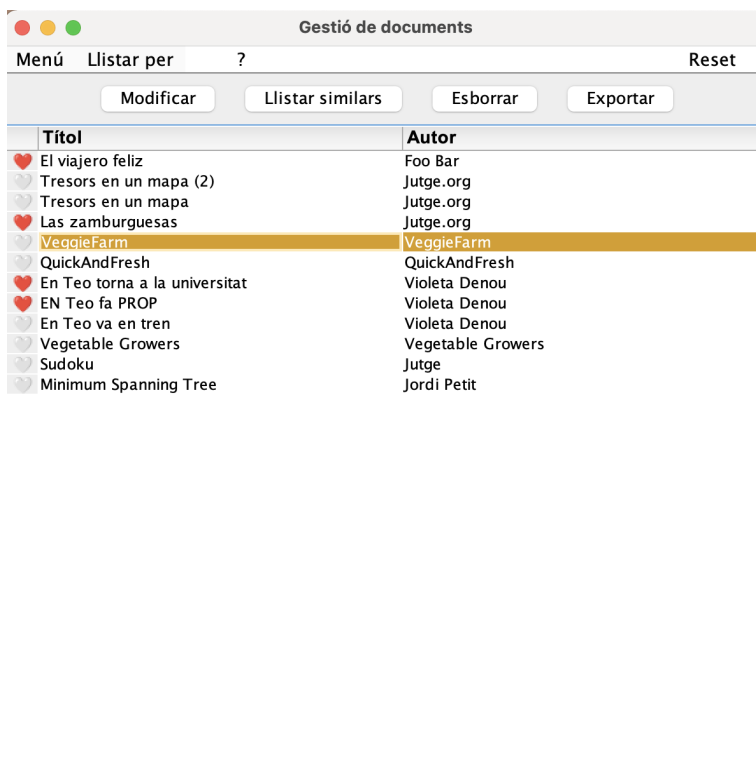 Gestió de documents
Menú Llistar per ? Reset
Modificar Llistar similars Esborrar Exportar
Títol Autor
El viajero feliz Foo Bar
Tresors en un mapa (2) Jutge.org
Tresors en un mapa Jutge.org
Las zamburguesas Jutge.org
VeggieFarm VeggieFarm
QuickAndFresh QuickAndFresh
En Teo torna a la universitat Violeta Denou
EN Teo fa PROP Violeta Denou
En Teo va en tren Violeta Denou
Vegetable Growers Vegetable Growers
Sudoku Jutge
Minimum Spanning Tree Jordi Petit